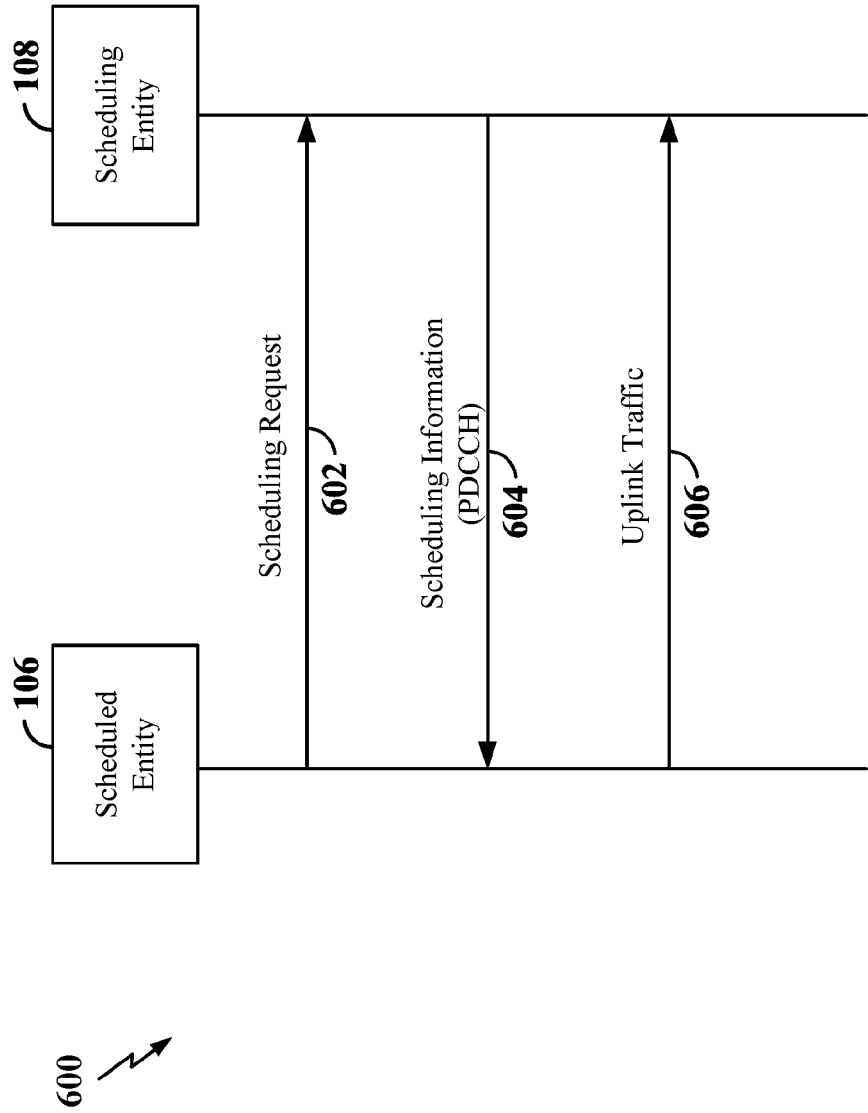 600
106
108
Scheduled
Entity
Scheduling
Entity
Scheduling Request
602
Scheduling Information
(PDCCH)
604
Uplink Traffic
606